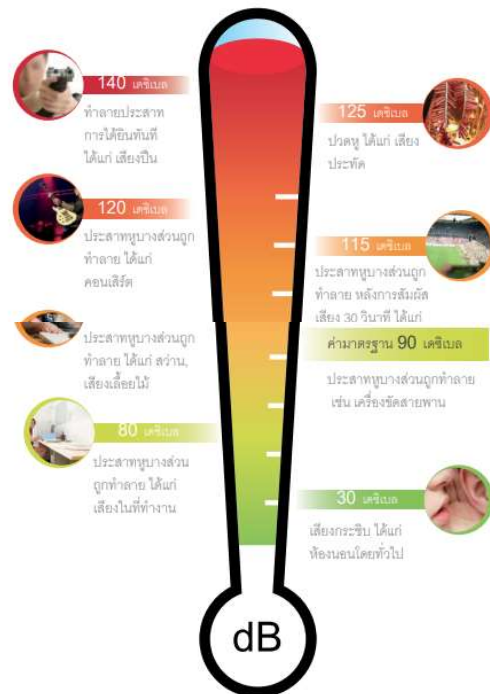 140 เดซิเบล
ทำลายประสาท
การได้ยินทันที
ได้แก่ เสียงปืน
125 เดซิเบล
ปวดหู ได้แก่ เสียง
ประทัด
120 เดซิเบล
ประสาทหูบางส่วนถูก
ทำลาย ได้แก่
คอนเสิร์ต
115 เดซิเบล
ประสาทหูบางส่วนถูก
ทำลาย หลังการสัมผัส
เสียง 30 วินาที ได้แก่
ประสาทหูบางส่วนถูก
ทำลาย ได้แก่ สว่าน,
เสียงเลื้อยไม้
ค่ามาตรฐาน 90 เดซิเบล
ประสาทหูบางส่วนถูกทำลาย
เช่น เครื่องขัดสายพาน
80 เดซิเบล
ประสาทหูบางส่วน
ถูกทำลาย ได้แก่
เสียงในที่ทำงาน
30 เดซิเบล
เสียงกระซิบ ได้แก่
ห้องนอนโดยทั่วไป
dB